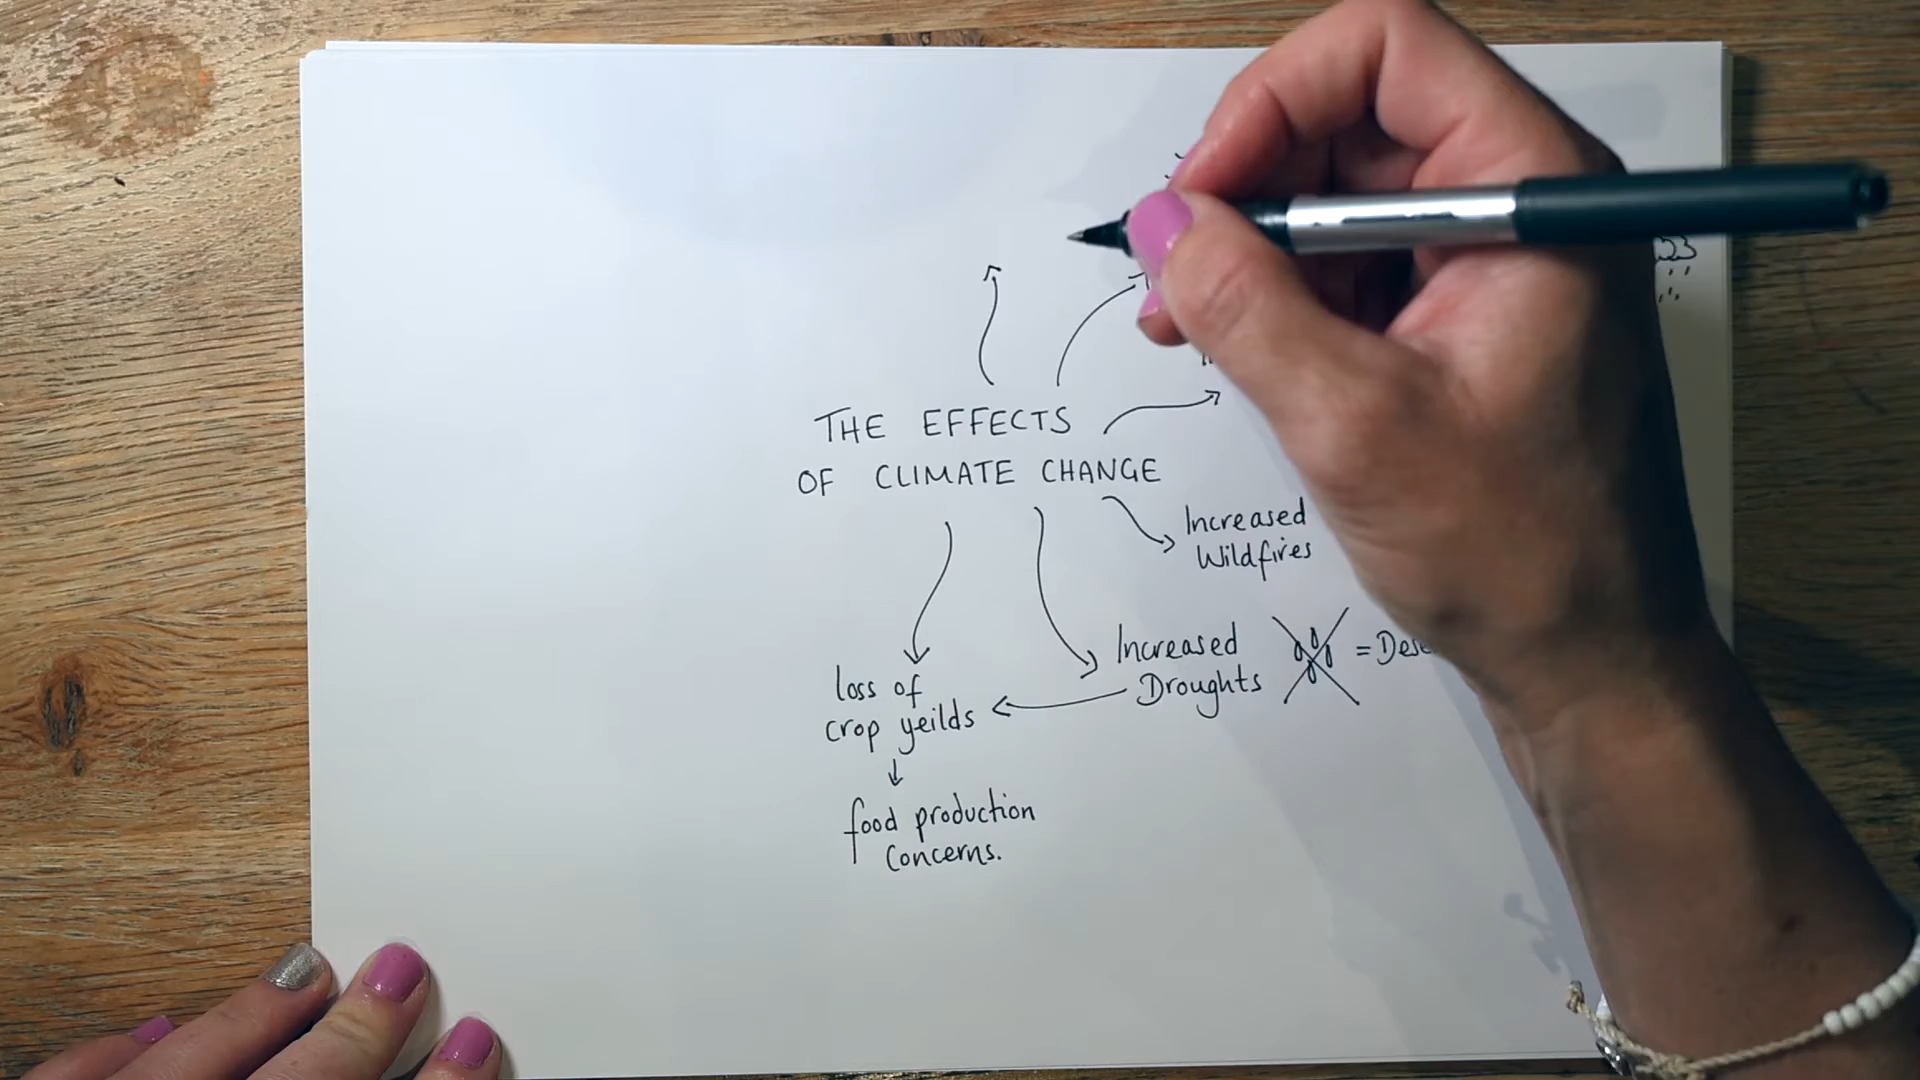 THE EFFECTS
OF CLIMATE CHANGE
Increased
Wildfires
Increased
Droughts
loss of
crop yeilds
food production
Concerns.